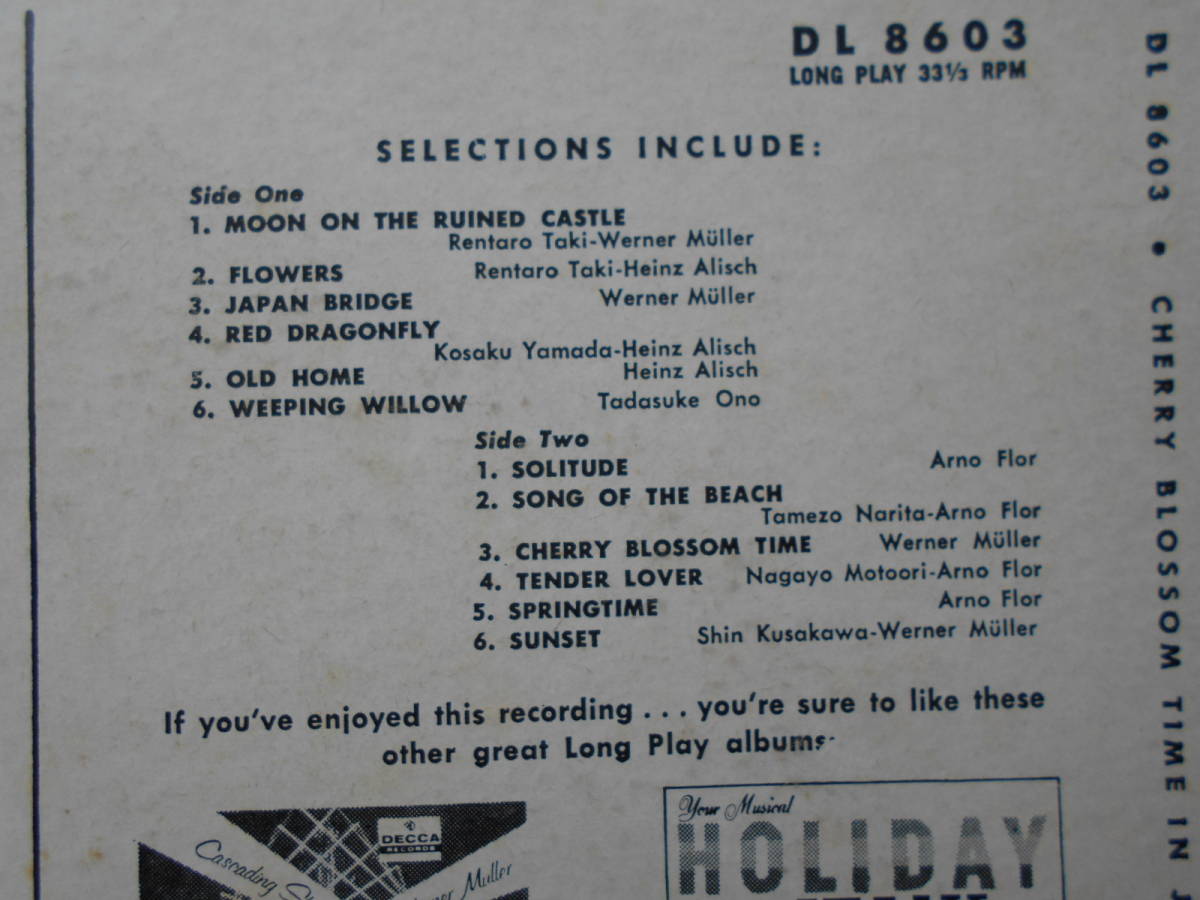 DL 8603
LONG PLAY 33⅓ RPM
SELECTIONS INCLUDE:
Side One
1. MOON ON THE RUINED CASTLE
Rentaro Taki-Werner Müller
2. FLOWERS Rentaro Taki-Heinz Alisch
3. JAPAN BRIDGE Werner Müller
4. RED DRAGONFLY
Kosaku Yamada-Heinz Alisch
5. OLD HOME Heinz Alisch
6. WEEPING WILLOW Tadasuke Ono
Side Two
1. SOLITUDE Arno Flor
2. SONG OF THE BEACH
Tamezo Narita-Arno Flor
3. CHERRY BLOSSOM TIME Werner Müller
4. TENDER LOVER Nagayo Motoori-Arno Flor
5. SPRINGTIME Arno Flor
6. SUNSET Shin Kusakawa-Werner Müller
If you've enjoyed this recording . . . you're sure to like these
other great Long Play albums
DECCA
RECORDS
Cascading
Muller
Your Musical
HOLIDAY
DL 8603 • CHERRY BLOSSOM TIME IN J